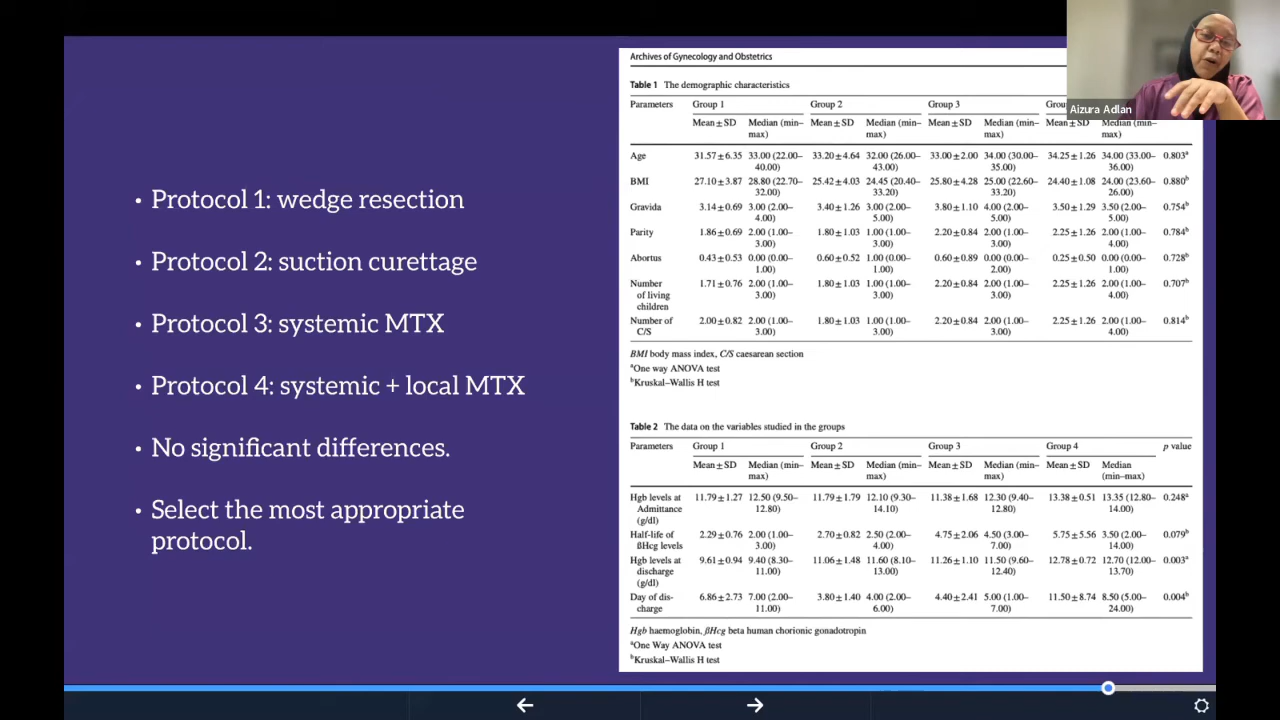 • Protocol 1: wedge resection
• Protocol 2: suction curettage
• Protocol 3: systemic MTX
• Protocol 4: systemic + local MTX
• No significant differences.
• Select the most appropriate
protocol.
Archives of Gynecology and Obstetrics
Aizura Adlan
Table 1 The demographic characteristics
Parameters Group 1 Group 2 Group 3
Mean ± SD Median (min– Mean ± SD Median (min– Mean ± SD Median (min– Mean ± SD Median (min–
max) max) max) max)
Age 31.57 ± 6.35 33.00 (22.00– 33.20 ± 4.64 32.00 (26.00– 33.00 ± 2.00 34.00 (30.00– 34.25 ± 1.26 34.00 (33.00– 0.803a
40.00) 43.00) 35.00) 36.00)
BMI 27.10 ± 3.87 28.80 (22.70– 25.42 ± 4.03 24.45 (20.40– 25.80 ± 4.28 25.00 (22.60– 24.40 ± 1.08 24.00 (23.60– 0.880b
32.00) 33.20) 33.20) 26.00)
Gravida 3.14 ± 0.69 3.00 (2.00– 3.40 ± 1.26 3.00 (2.00– 3.80 ± 1.10 4.00 (2.00– 3.50 ± 1.29 3.50 (2.00– 0.754b
4.00) 5.00) 5.00) 5.00)
Parity 1.86 ± 0.69 2.00 (1.00– 1.80 ± 1.03 1.00 (1.00– 2.20 ± 0.84 2.00 (1.00– 2.25 ± 1.26 2.00 (1.00– 0.784b
3.00) 3.00) 3.00) 4.00)
Abortus 0.43 ± 0.53 0.00 (0.00– 0.60 ± 0.52 1.00 (0.00– 0.60 ± 0.89 0.00 (0.00– 0.25 ± 0.50 0.00 (0.00– 0.728b
1.00) 1.00) 2.00) 1.00)
Number 1.71 ± 0.76 2.00 (1.00– 1.80 ± 1.03 1.00 (1.00– 2.20 ± 0.84 2.00 (1.00– 2.25 ± 1.26 2.00 (1.00– 0.707b
of living 3.00) 3.00) 3.00) 4.00)
children
Number of 2.00 ± 0.82 2.00 (1.00– 1.80 ± 1.03 1.00 (1.00– 2.20 ± 0.84 2.00 (1.00– 2.25 ± 1.26 2.00 (1.00– 0.814b
C/S 3.00) 3.00) 3.00) 4.00)
BMI body mass index, C/S caesarean section
aOne way ANOVA test
bKruskal–Wallis H test
Table 2 The data on the variables studied in the groups
Parameters Group 1 Group 2 Group 3 Group 4 p value
Mean ± SD Median (min– Mean ± SD Median (min– Mean ± SD Median (min– Mean ± SD Median
max) max) max) (min–max)
Hgb levels at 11.79 ± 1.27 12.50 (9.50– 11.79 ± 1.79 12.10 (9.30– 11.38 ± 1.68 12.30 (9.40– 13.38 ± 0.51 13.35 (12.80– 0.248a
Admittance 12.80) 14.10) 12.80) 14.00)
(g/dl)
Half-life of 2.29 ± 0.76 2.00 (1.00– 2.70 ± 0.82 2.50 (2.00– 4.75 ± 2.06 4.50 (3.00– 5.75 ± 5.56 3.50 (2.00– 0.079b
ßHcg levels 3.00) 4.00) 7.00) 14.00)
Hgb levels at 9.61 ± 0.94 9.40 (8.30– 11.06 ± 1.48 11.60 (8.10– 11.26 ± 1.10 11.50 (9.60– 12.78 ± 0.72 12.70 (12.00– 0.003a
discharge 11.00) 13.00) 12.40) 13.70)
(g/dl)
Day of dis- 6.86 ± 2.73 7.00 (2.00– 3.80 ± 1.40 4.00 (2.00– 4.40 ± 2.41 5.00 (1.00– 11.50 ± 8.74 8.50 (5.00– 0.004b
charge 11.00) 6.00) 7.00) 24.00)
Hgb haemoglobin, ßHcg beta human chorionic gonadotropin
aOne Way ANOVA test
bKruskal–Wallis H test